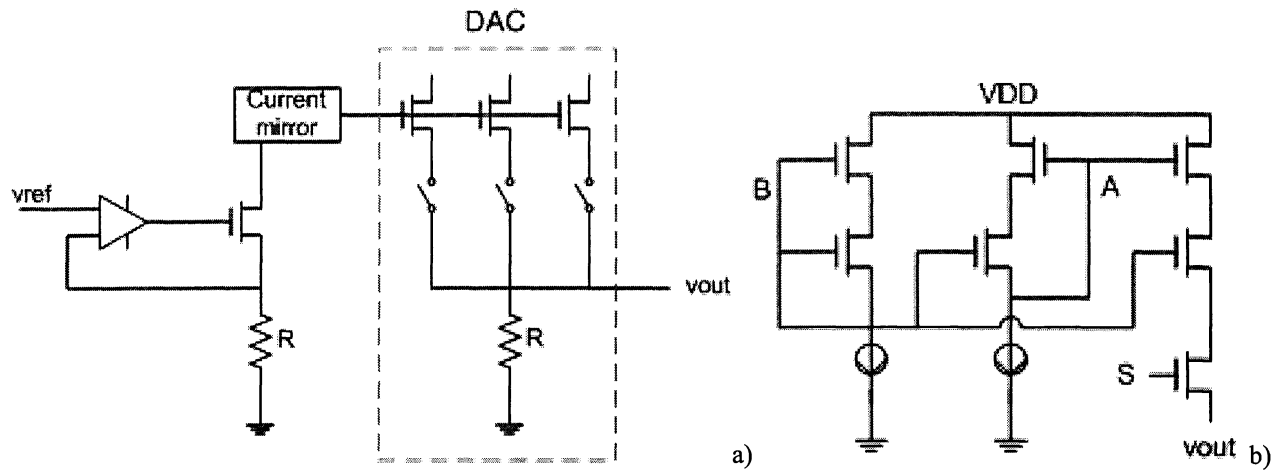 DAC
Current
mirror
vref
R
R
vout
a)
VDD
B
A
S
vout
b)